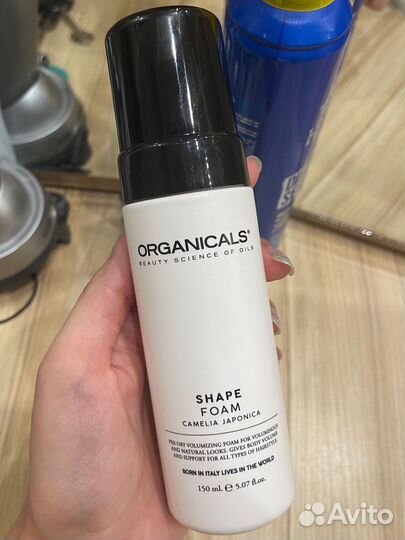 ORGANICALS®
BEAUTY SCIENCE OF OILS
SHAPE
FOAM
CAMELIA JAPONICA
PRE-DRY VOLUMIZING FOAM FOR VOLUMINOUS
AND NATURAL LOOKS. GIVES BODY, VOLUME
AND SUPPORT FOR ALL TYPES OF HAIRSTYLE.
BORN IN ITALY LIVES IN THE WORLD
150 ml. ℮ 5.07 fl.oz.
Avito